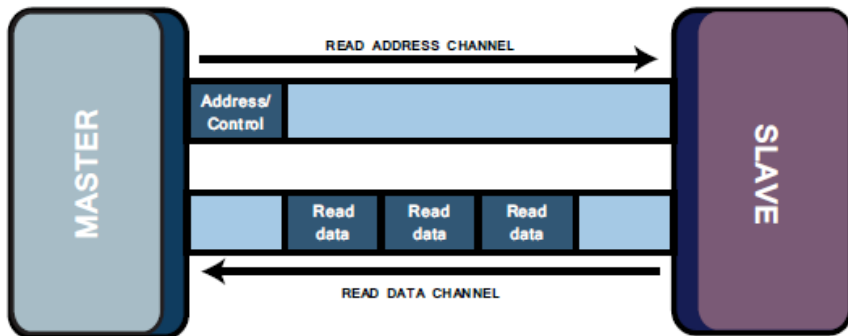 MASTER
READ ADDRESS CHANNEL
Address/
Control
Read
data
Read
data
Read
data
READ DATA CHANNEL
SLAVE